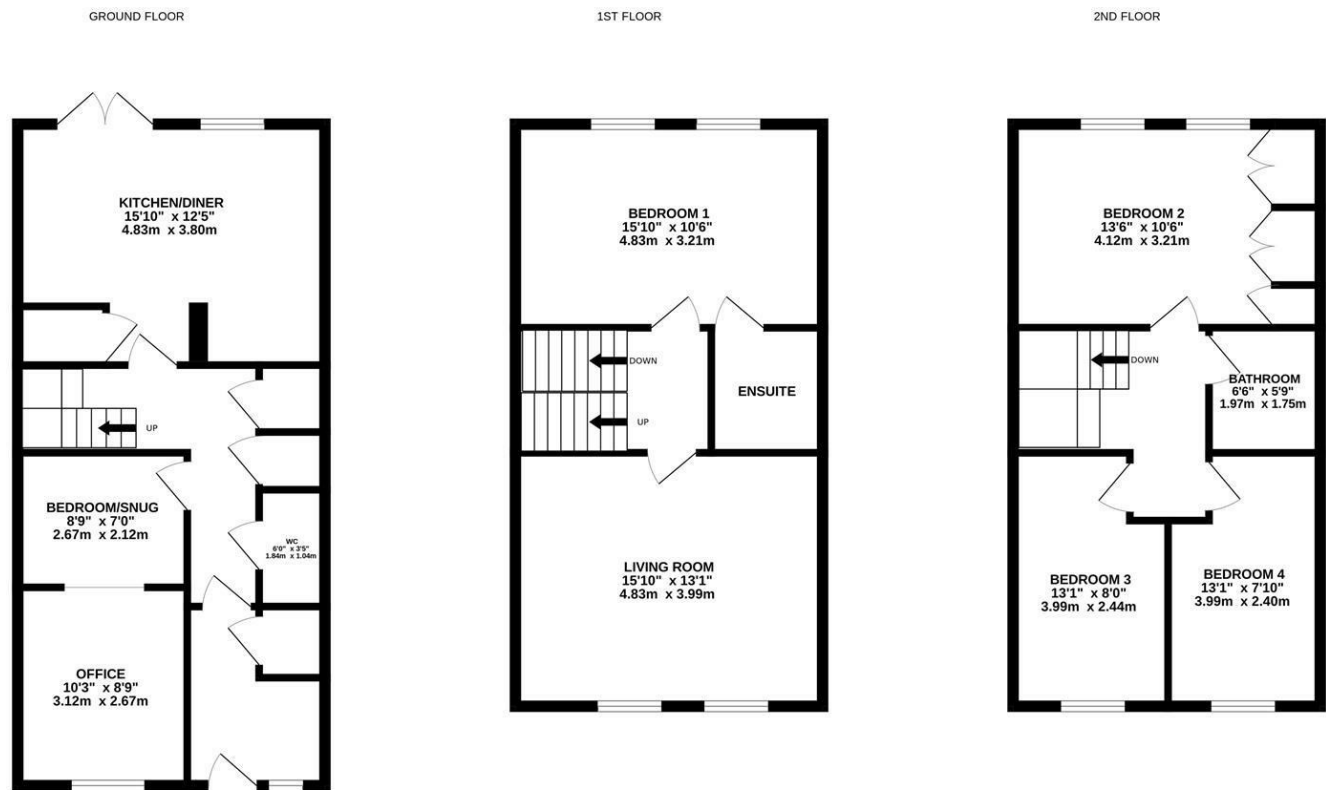 GROUND FLOOR
KITCHEN/DINER
15'10" x 12'5"
4.83m x 3.80m
UP
BEDROOM/SNUG
8'9" x 7'0"
2.67m x 2.12m
WC
6'0" x 3'5"
1.84m x 1.04m
OFFICE
10'3" x 8'9"
3.12m x 2.67m
1ST FLOOR
BEDROOM 1
15'10" x 10'6"
4.83m x 3.21m
DOWN
UP
ENSUITE
LIVING ROOM
15'10" x 13'1"
4.83m x 3.99m
2ND FLOOR
BEDROOM 2
13'6" x 10'6"
4.12m x 3.21m
DOWN
BATHROOM
6'6" x 5'9"
1.97m x 1.75m
BEDROOM 3
13'1" x 8'0"
3.99m x 2.44m
BEDROOM 4
13'1" x 7'10"
3.99m x 2.40m